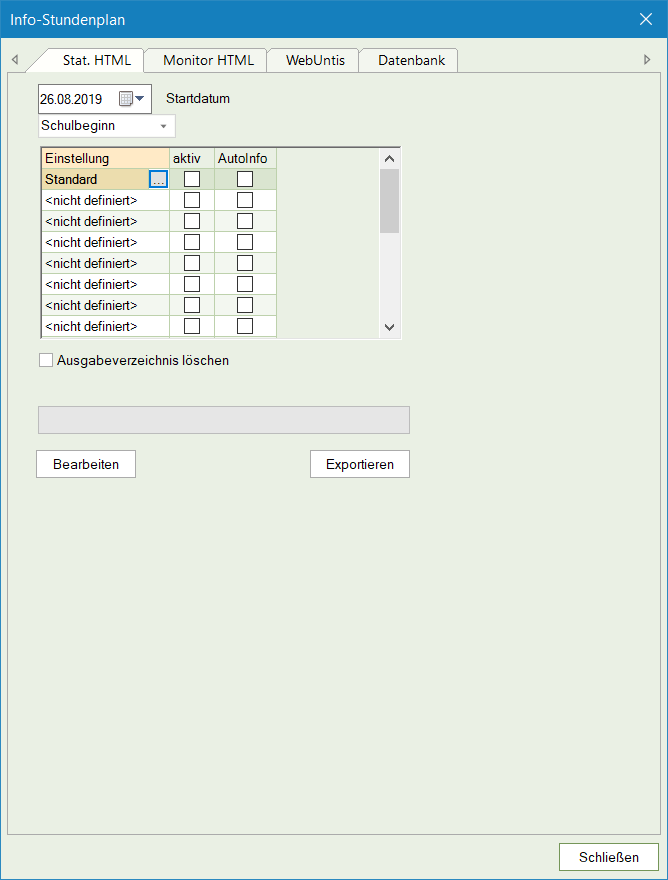 Info-Stundenplan
Stat. HTML Monitor HTML WebUntis Datenbank
26.08.2019 Startdatum
Schulbeginn
Einstellung aktiv AutoInfo
Standard ...
<nicht definiert>
<nicht definiert>
<nicht definiert>
<nicht definiert>
<nicht definiert>
<nicht definiert>
<nicht definiert>
Ausgabeverzeichnis löschen
Bearbeiten Exportieren
Schließen